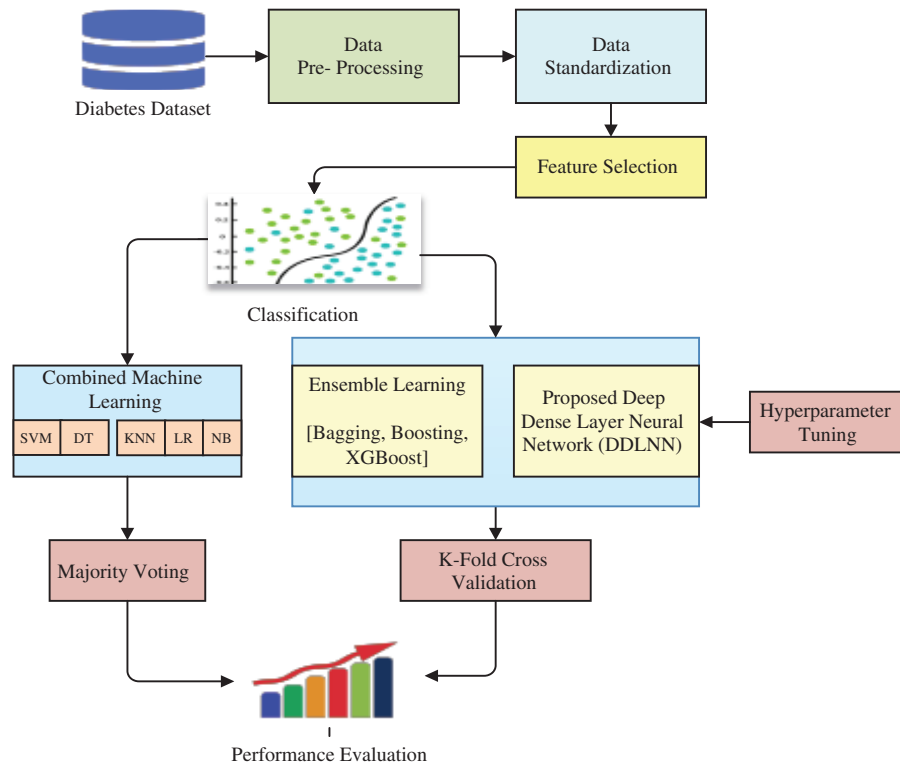 Diabetes Dataset
Data
Pre- Processing
Data
Standardization
Feature Selection
0
Classification
Combined Machine
Learning
SVM DT KNN LR NB
Ensemble Learning
[Bagging, Boosting,
XGBoost]
Proposed Deep
Dense Layer Neural
Network (DDLNN)
Hyperparameter
Tuning
Majority Voting
K-Fold Cross
Validation
Performance Evaluation